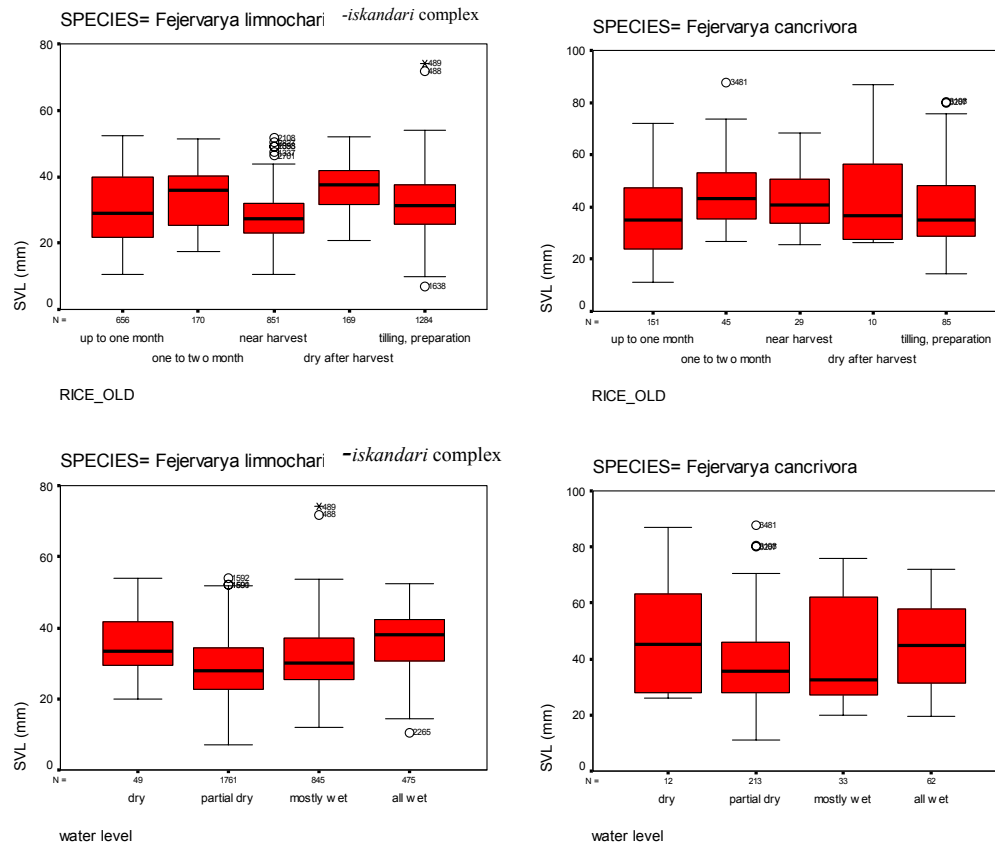 SPECIES= Fejervarya limnochari -iskandari complex
80
60
40
20
0
SVL (mm)
2108
2761
489
488
1638
N = 656 170 851 169 1284
up to one month near harvest tilling, preparation
one to two month dry after harvest
RICE_OLD
SPECIES= Fejervarya cancrivora
100
80
60
40
20
0
SVL (mm)
3481
N = 151 45 29 10 85
up to one month near harvest tilling, preparation
one to two month dry after harvest
RICE_OLD
SPECIES= Fejervarya limnochari -iskandari complex
80
60
40
20
0
SVL (mm)
1592
489
488
2265
N = 49 1761 845 475
dry partial dry mostly wet all wet
water level
SPECIES= Fejervarya cancrivora
100
80
60
40
20
0
SVL (mm)
3481
N = 12 213 33 62
dry partial dry mostly wet all wet
water level